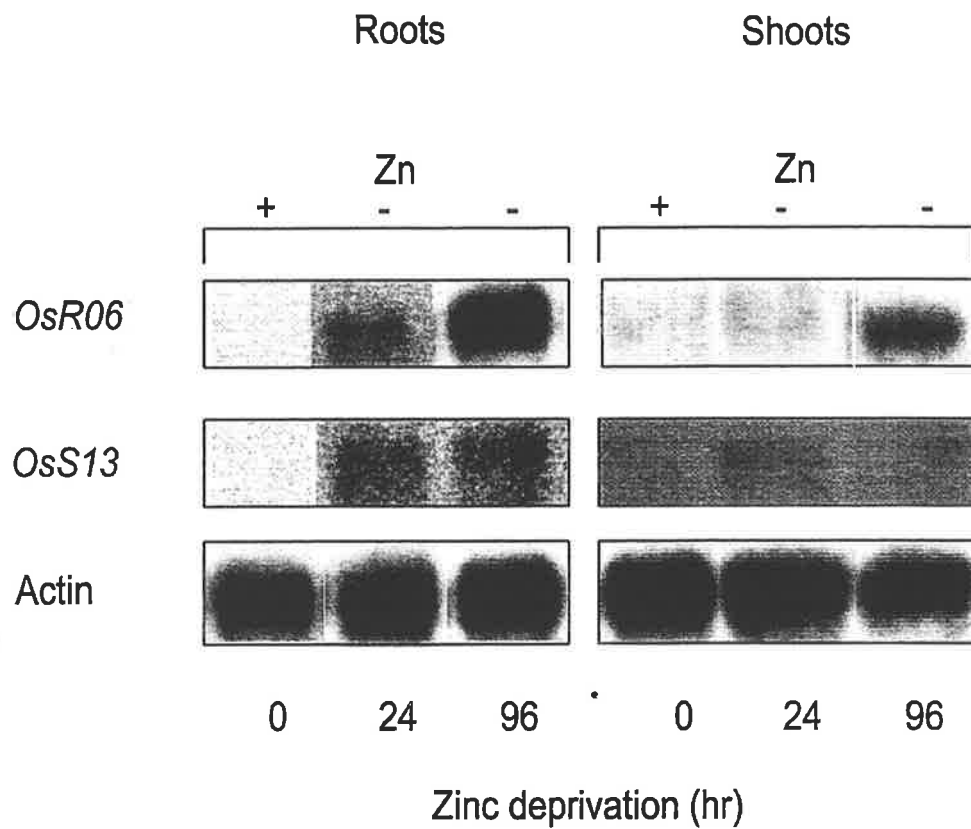 Roots Shoots
Zn Zn
+ - - + - -
OsR06
OsS13
Actin
0 24 96 0 24 96
Zinc deprivation (hr)